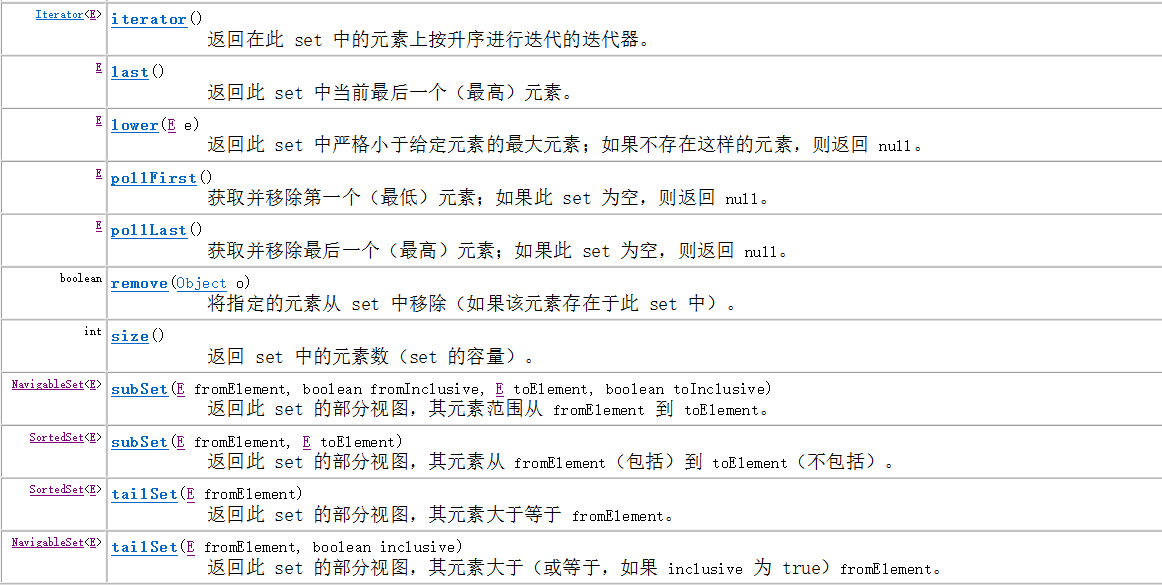 Iterator<E> iterator()
返回在此 set 中的元素上按升序进行迭代的迭代器。
E last()
返回此 set 中当前最后一个（最高）元素。
E lower(E e)
返回此 set 中严格小于给定元素的最大元素；如果不存在这样的元素，则返回 null。
E pollFirst()
获取并移除第一个（最低）元素；如果此 set 为空，则返回 null。
E pollLast()
获取并移除最后一个（最高）元素；如果此 set 为空，则返回 null。
boolean remove(Object o)
将指定的元素从 set 中移除（如果该元素存在于此 set 中）。
int size()
返回 set 中的元素数（set 的容量）。
NavigableSet<E> subSet(E fromElement, boolean fromInclusive, E toElement, boolean toInclusive)
返回此 set 的部分视图，其元素范围从 fromElement 到 toElement。
SortedSet<E> subSet(E fromElement, E toElement)
返回此 set 的部分视图，其元素从 fromElement（包括）到 toElement（不包括）。
SortedSet<E> tailSet(E fromElement)
返回此 set 的部分视图，其元素大于等于 fromElement。
NavigableSet<E> tailSet(E fromElement, boolean inclusive)
返回此 set 的部分视图，其元素大于（或等于，如果 inclusive 为 true）fromElement。